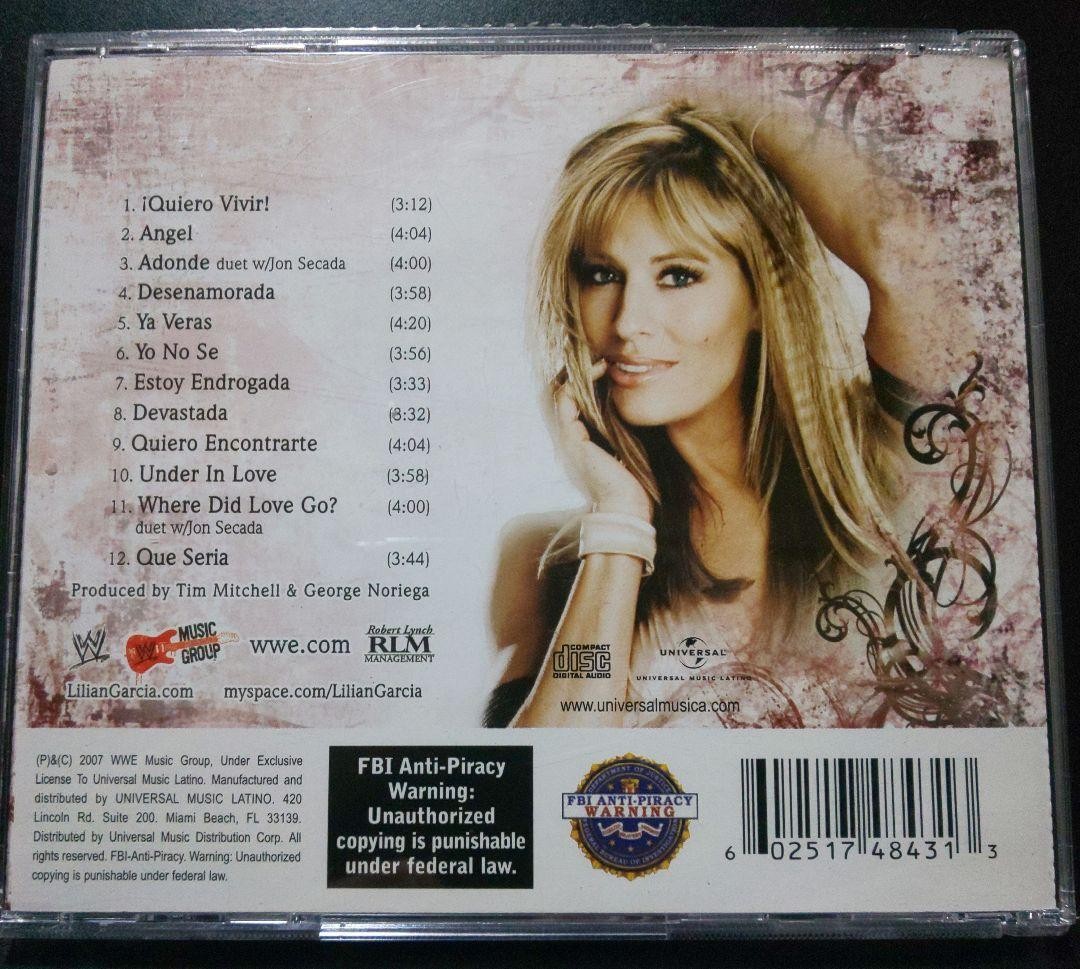 1. ¡Quiero Vivir! (3:12)
2. Angel (4:04)
3. Adonde duet w/Jon Secada (4:00)
4. Desenamorada (3:58)
5. Ya Veras (4:20)
6. Yo No Se (3:56)
7. Estoy Endrogada (3:33)
8. Devastada (3:32)
9. Quiero Encontrarte (4:04)
10. Under In Love (3:58)
11. Where Did Love Go? (4:00)
duet w/Jon Secada
12. Que Seria (3:44)
Produced by Tim Mitchell & George Noriega
W
W
MUSIC
GROUP
wwe.com
Robert Lynch
RLM
MANAGEMENT
LilianGarcia.com myspace.com/LilianGarcia
COMPACT
disc
DIGITAL AUDIO
UNIVERSAL
UNIVERSAL MUSIC LATINO
www.universalmusica.com
(P)&(C) 2007 WWE Music Group, Under Exclusive
License To Universal Music Latino. Manufactured and
distributed by UNIVERSAL MUSIC LATINO. 420
Lincoln Rd. Suite 200. Miami Beach, FL 33139.
Distributed by Universal Music Distribution Corp. All
rights reserved. FBI-Anti-Piracy. Warning: Unauthorized
copying is punishable under federal law.
FBI Anti-Piracy
Warning:
Unauthorized
copying is punishable
under federal law.
DEPARTMENT OF JUSTICE
FBI ANTI-PIRACY
WARNING
FEDERAL BUREAU OF INVESTIGATION
6 02517 48431 3